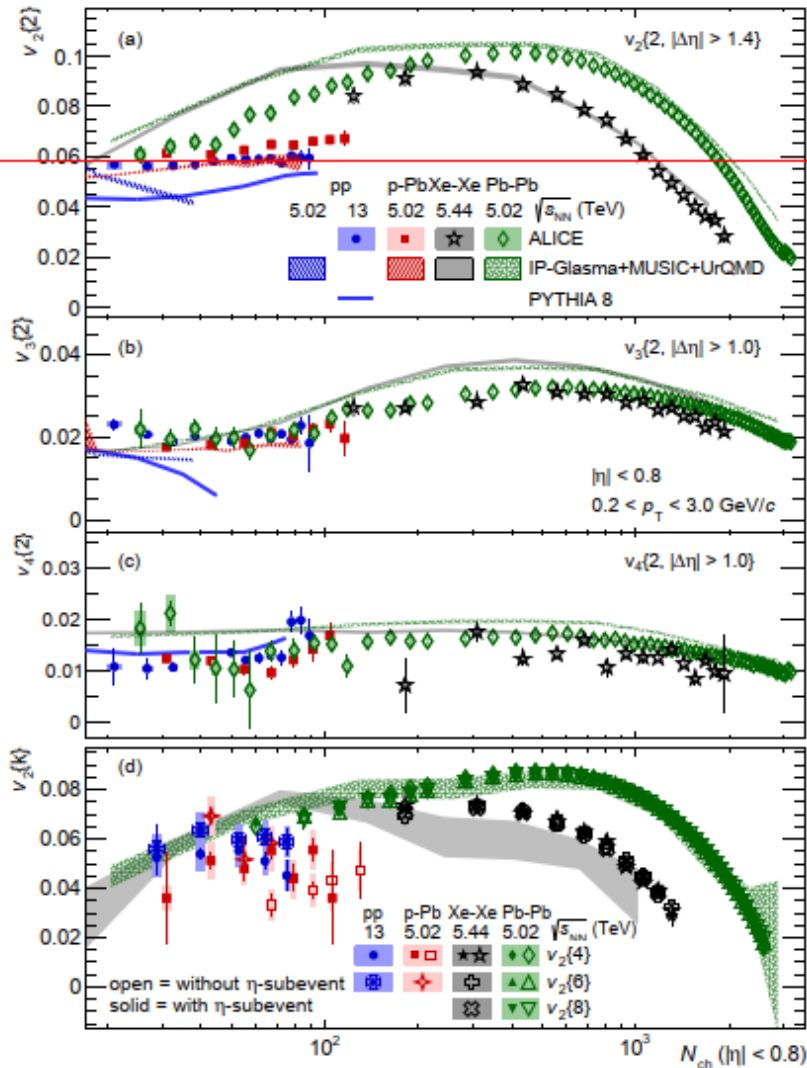 v₂{2}
(a)
v₂{2, |Δη| > 1.4}
0.1
0.08
0.06
0.04
0.02
0
pp p-Pb Xe-Xe Pb-Pb
5.02 13 5.02 5.44 5.02 √s_NN (TeV)
ALICE
IP-Glasma+MUSIC+UrQMD
PYTHIA 8
v₃{2}
(b)
v₃{2, |Δη| > 1.0}
0.04
0.02
0
|η| < 0.8
0.2 < p_T < 3.0 GeV/c
v₄{2}
(c)
v₄{2, |Δη| > 1.0}
0.03
0.02
0.01
0
v₂{k}
(d)
0.08
0.06
0.04
0.02
0
pp p-Pb Xe-Xe Pb-Pb
13 5.02 5.44 5.02 √s_NN (TeV)
v₂{4}
v₂{6}
v₂{8}
open = without η-subevent
solid = with η-subevent
10² 10³
N_ch (|η| < 0.8)